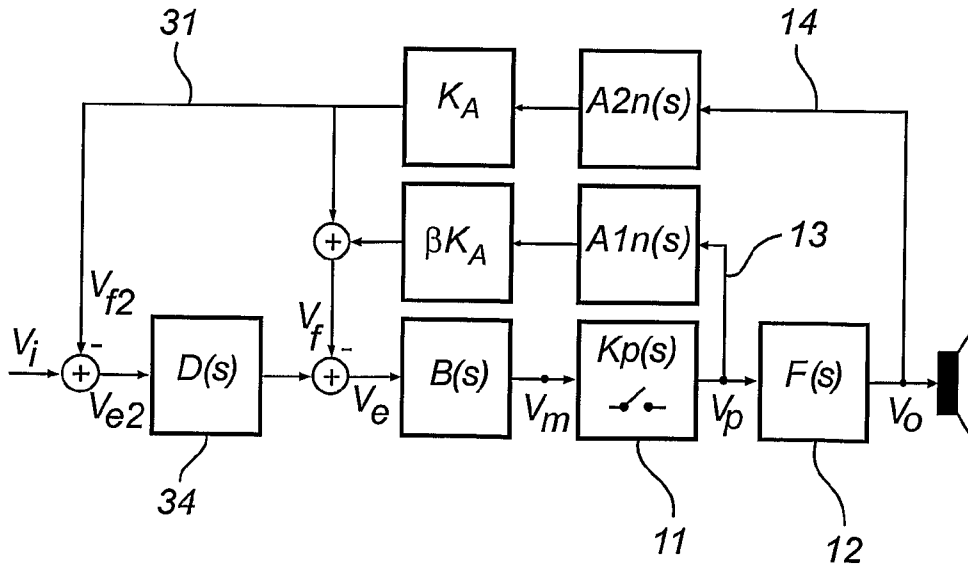 31
14
K_A
A2n(s)
+
βK_A
A1n(s)
13
V_f2
V_f
V_i
-
+
V_e2
D(s)
-
+
V_e
B(s)
V_m
Kp(s)
V_p
F(s)
V_o
34
11
12